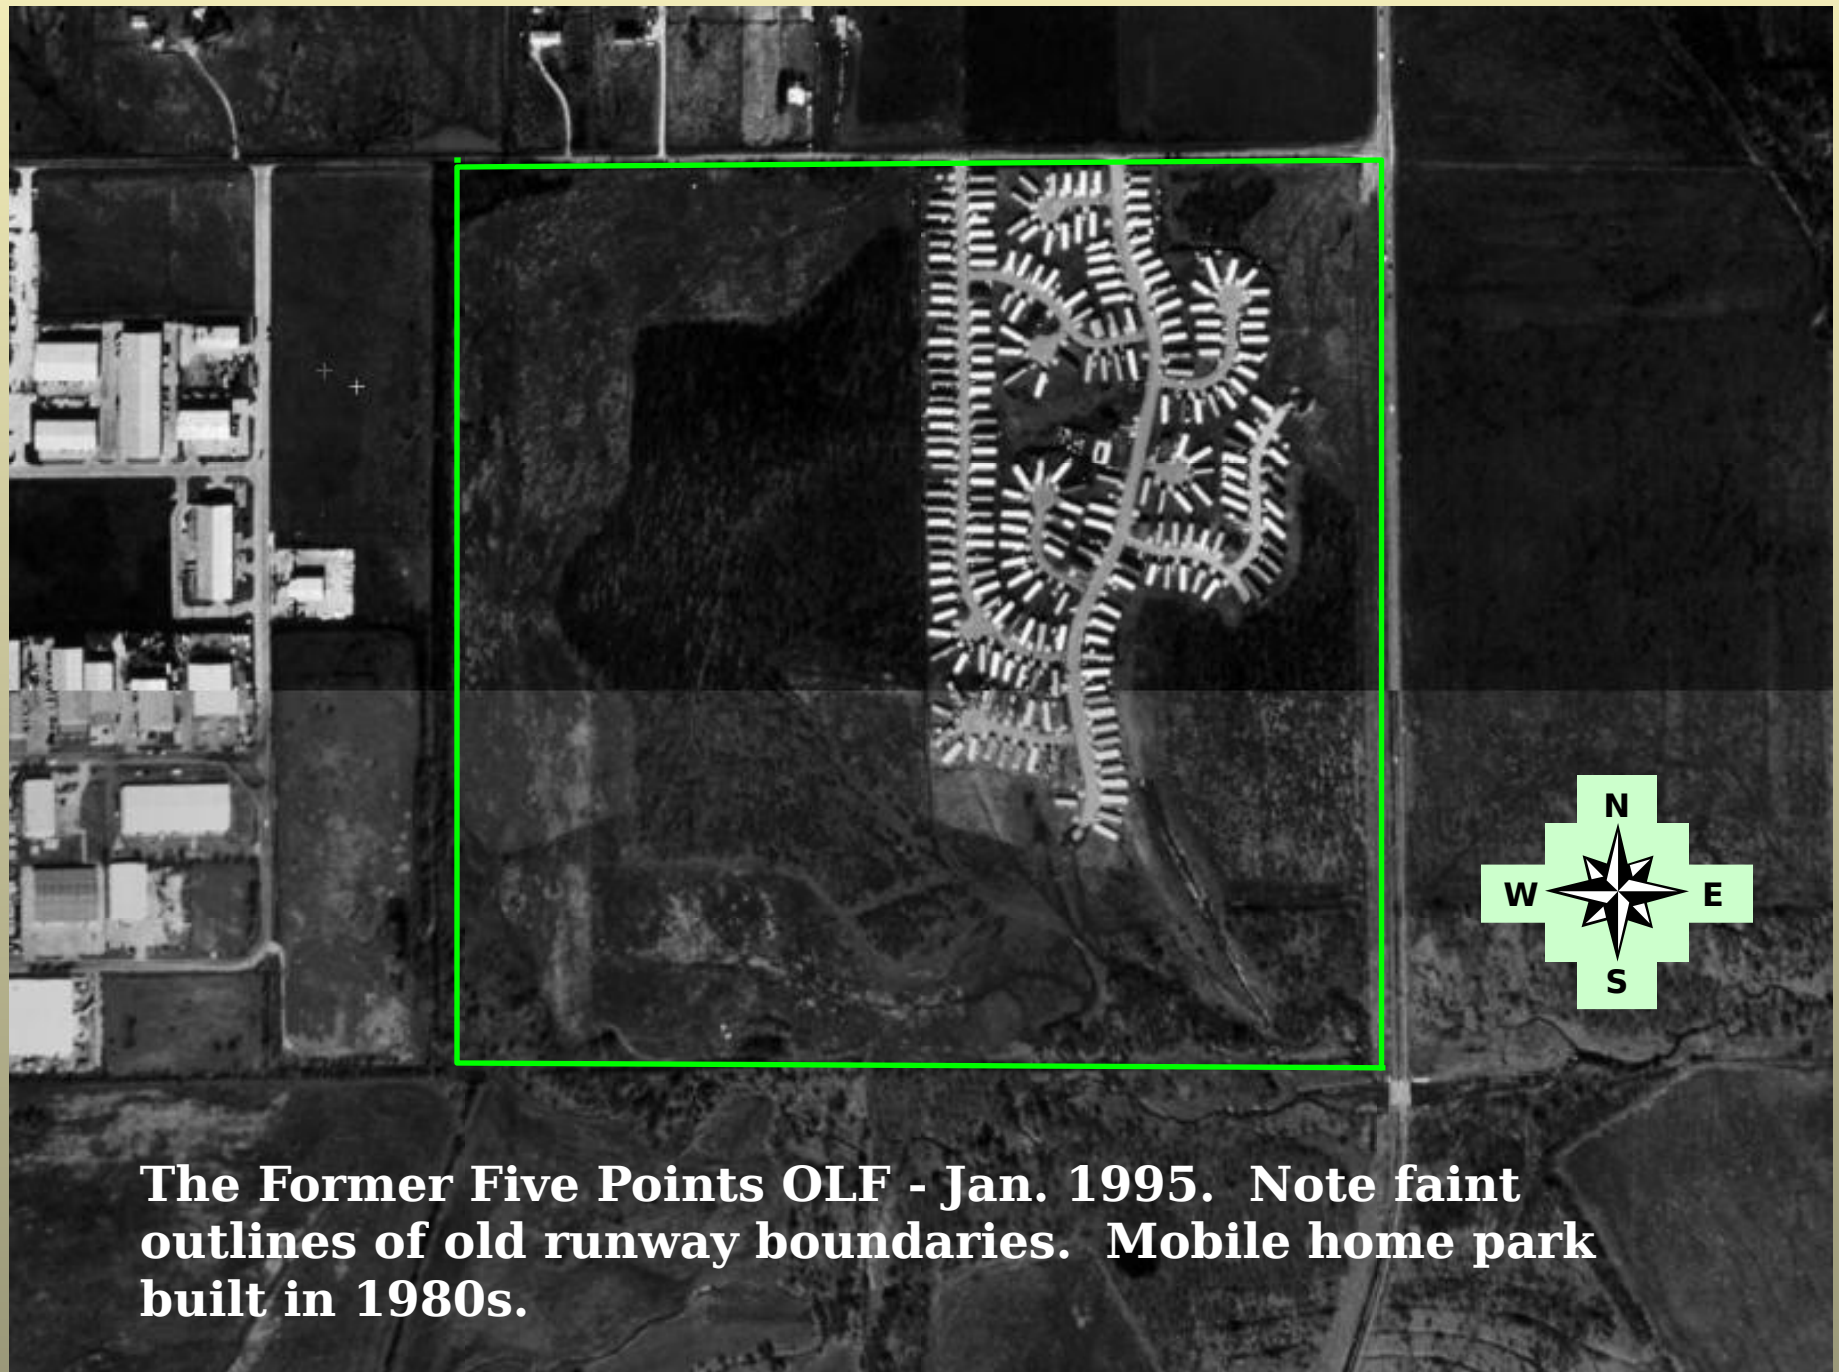 N
W E
S
The Former Five Points OLF - Jan. 1995.  Note faint
outlines of old runway boundaries.  Mobile home park
built in 1980s.